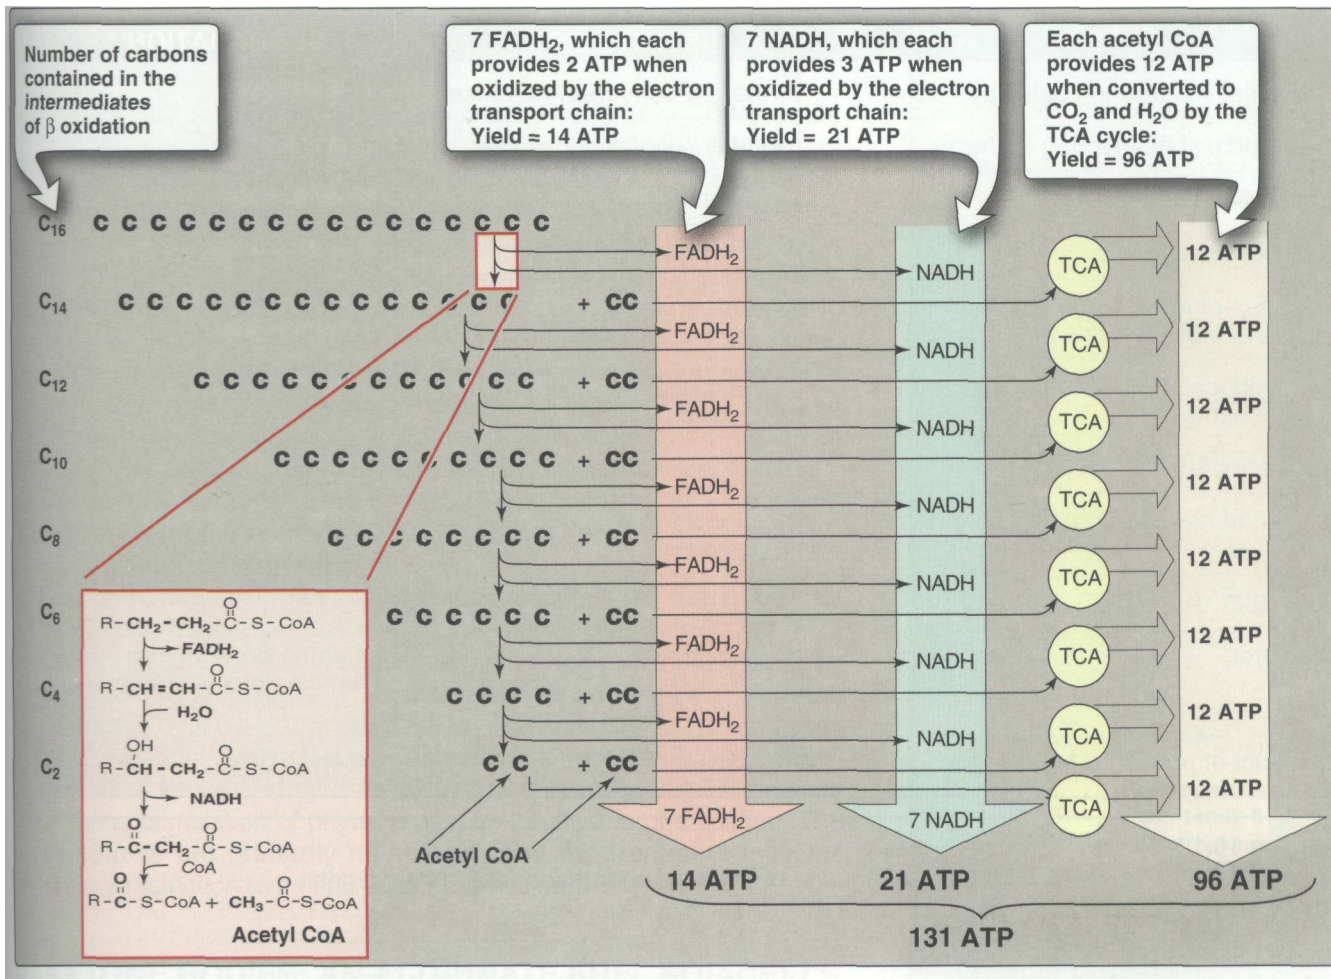 Number of carbons
contained in the
intermediates
of β oxidation
7 FADH₂, which each
provides 2 ATP when
oxidized by the electron
transport chain:
Yield = 14 ATP
7 NADH, which each
provides 3 ATP when
oxidized by the electron
transport chain:
Yield = 21 ATP
Each acetyl CoA
provides 12 ATP
when converted to
CO₂ and H₂O by the
TCA cycle:
Yield = 96 ATP
C₁₆ C C C C C C C C C C C C C C C C
FADH₂ NADH TCA 12 ATP
C₁₄ C C C C C C C C C C C C C C + CC
FADH₂ NADH TCA 12 ATP
C₁₂ C C C C C C C C C C C C + CC
FADH₂ NADH TCA 12 ATP
C₁₀ C C C C C C C C C C + CC
FADH₂ NADH TCA 12 ATP
C₈ C C C C C C C C + CC
FADH₂ NADH TCA 12 ATP
C₆ C C C C C C + CC
FADH₂ NADH TCA 12 ATP
C₄ C C C C + CC
FADH₂ NADH TCA 12 ATP
C₂ C C + CC
TCA 12 ATP
7 FADH₂ 7 NADH
Acetyl CoA
14 ATP 21 ATP 96 ATP
131 ATP
O
R-CH₂-CH₂-C-S-CoA
FADH₂
O
R-CH=CH-C-S-CoA
H₂O
OH O
R-CH-CH₂-C-S-CoA
NADH
O O
R-C-CH₂-C-S-CoA
CoA
O O
R-C-S-CoA + CH₃-C-S-CoA
Acetyl CoA